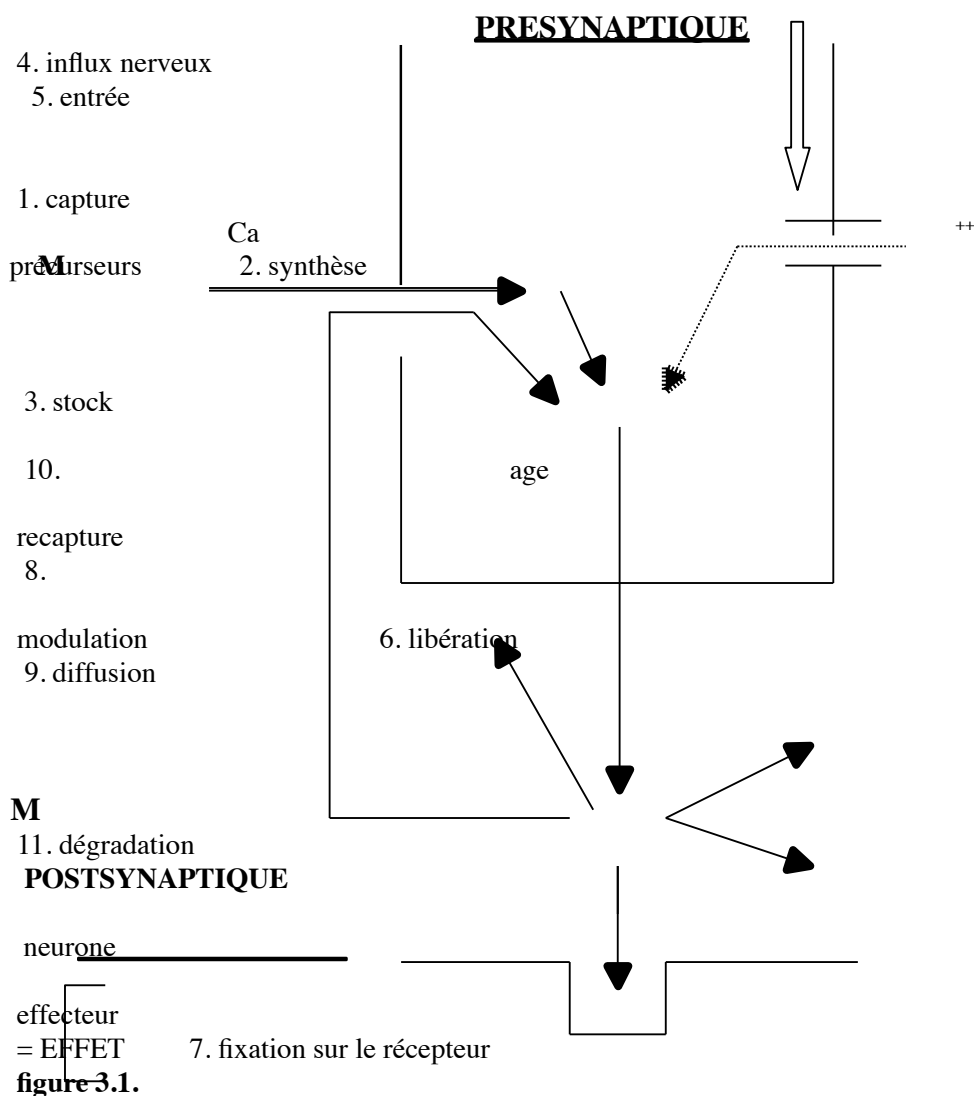 PRESYNAPTIQUE
4. influx nerveux
5. entrée
1. capture
Ca
++
précurseurs
M
2. synthèse
3. stock
10.
age
recapture
8.
modulation
6. libération
9. diffusion
M
11. dégradation
POSTSYNAPTIQUE
neurone
effecteur
= EFFET
7. fixation sur le récepteur
figure 3.1.